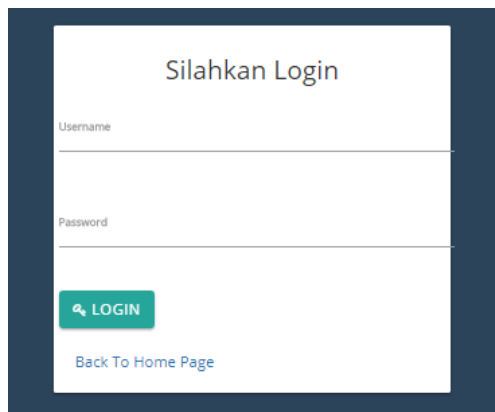 Silahkan Login
Username
Password
LOGIN
Back To Home Page